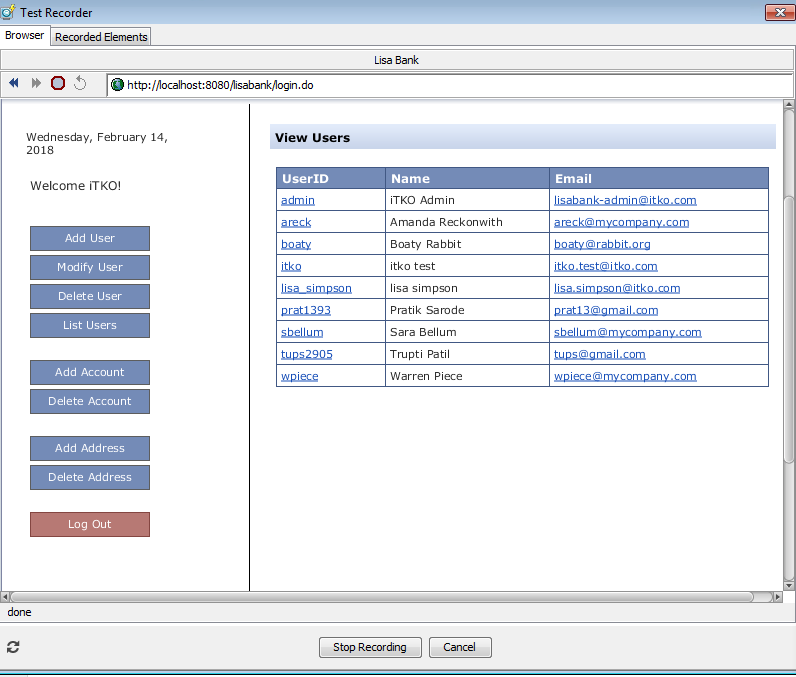 Test Recorder
Browser
Recorded Elements
Lisa Bank
http://localhost:8080/lisabank/login.do
Wednesday, February 14,
2018
Welcome iTKO!
Add User
Modify User
Delete User
List Users
Add Account
Delete Account
Add Address
Delete Address
Log Out
View Users
UserID Name Email
admin iTKO Admin lisabank-admin@itko.com
areck Amanda Reckonwith areck@mycompany.com
boaty Boaty Rabbit boaty@rabbit.org
itko itko test itko.test@itko.com
lisa_simpson lisa simpson lisa.simpson@itko.com
prat1393 Pratik Sarode prat13@gmail.com
sbellum Sara Bellum sbellum@mycompany.com
tups2905 Trupti Patil tups@gmail.com
wpiece Warren Piece wpiece@mycompany.com
done
Stop Recording
Cancel